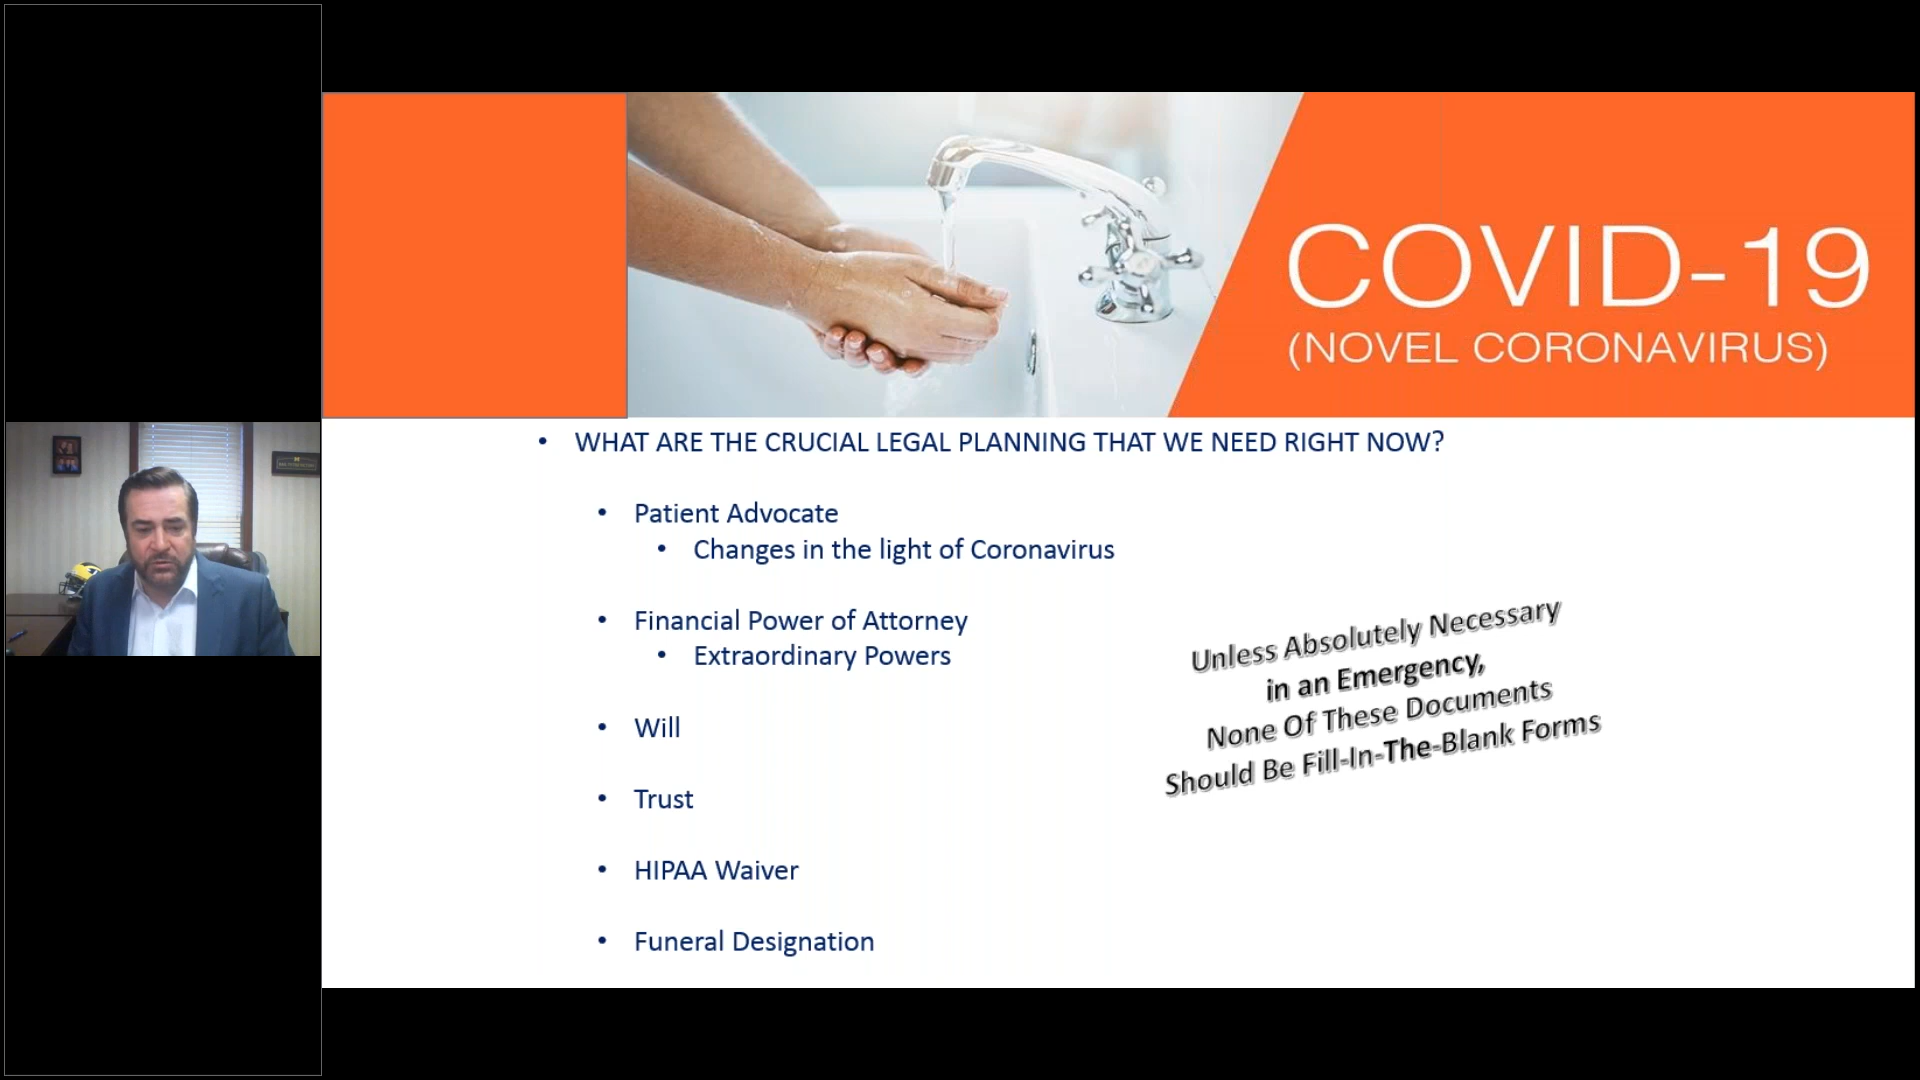 COVID-19
(NOVEL CORONAVIRUS)
• WHAT ARE THE CRUCIAL LEGAL PLANNING THAT WE NEED RIGHT NOW?
• Patient Advocate
• Changes in the light of Coronavirus
• Financial Power of Attorney
• Extraordinary Powers
• Will
• Trust
• HIPAA Waiver
• Funeral Designation
Unless Absolutely Necessary
in an Emergency,
None Of These Documents
Should Be Fill-In-The-Blank Forms